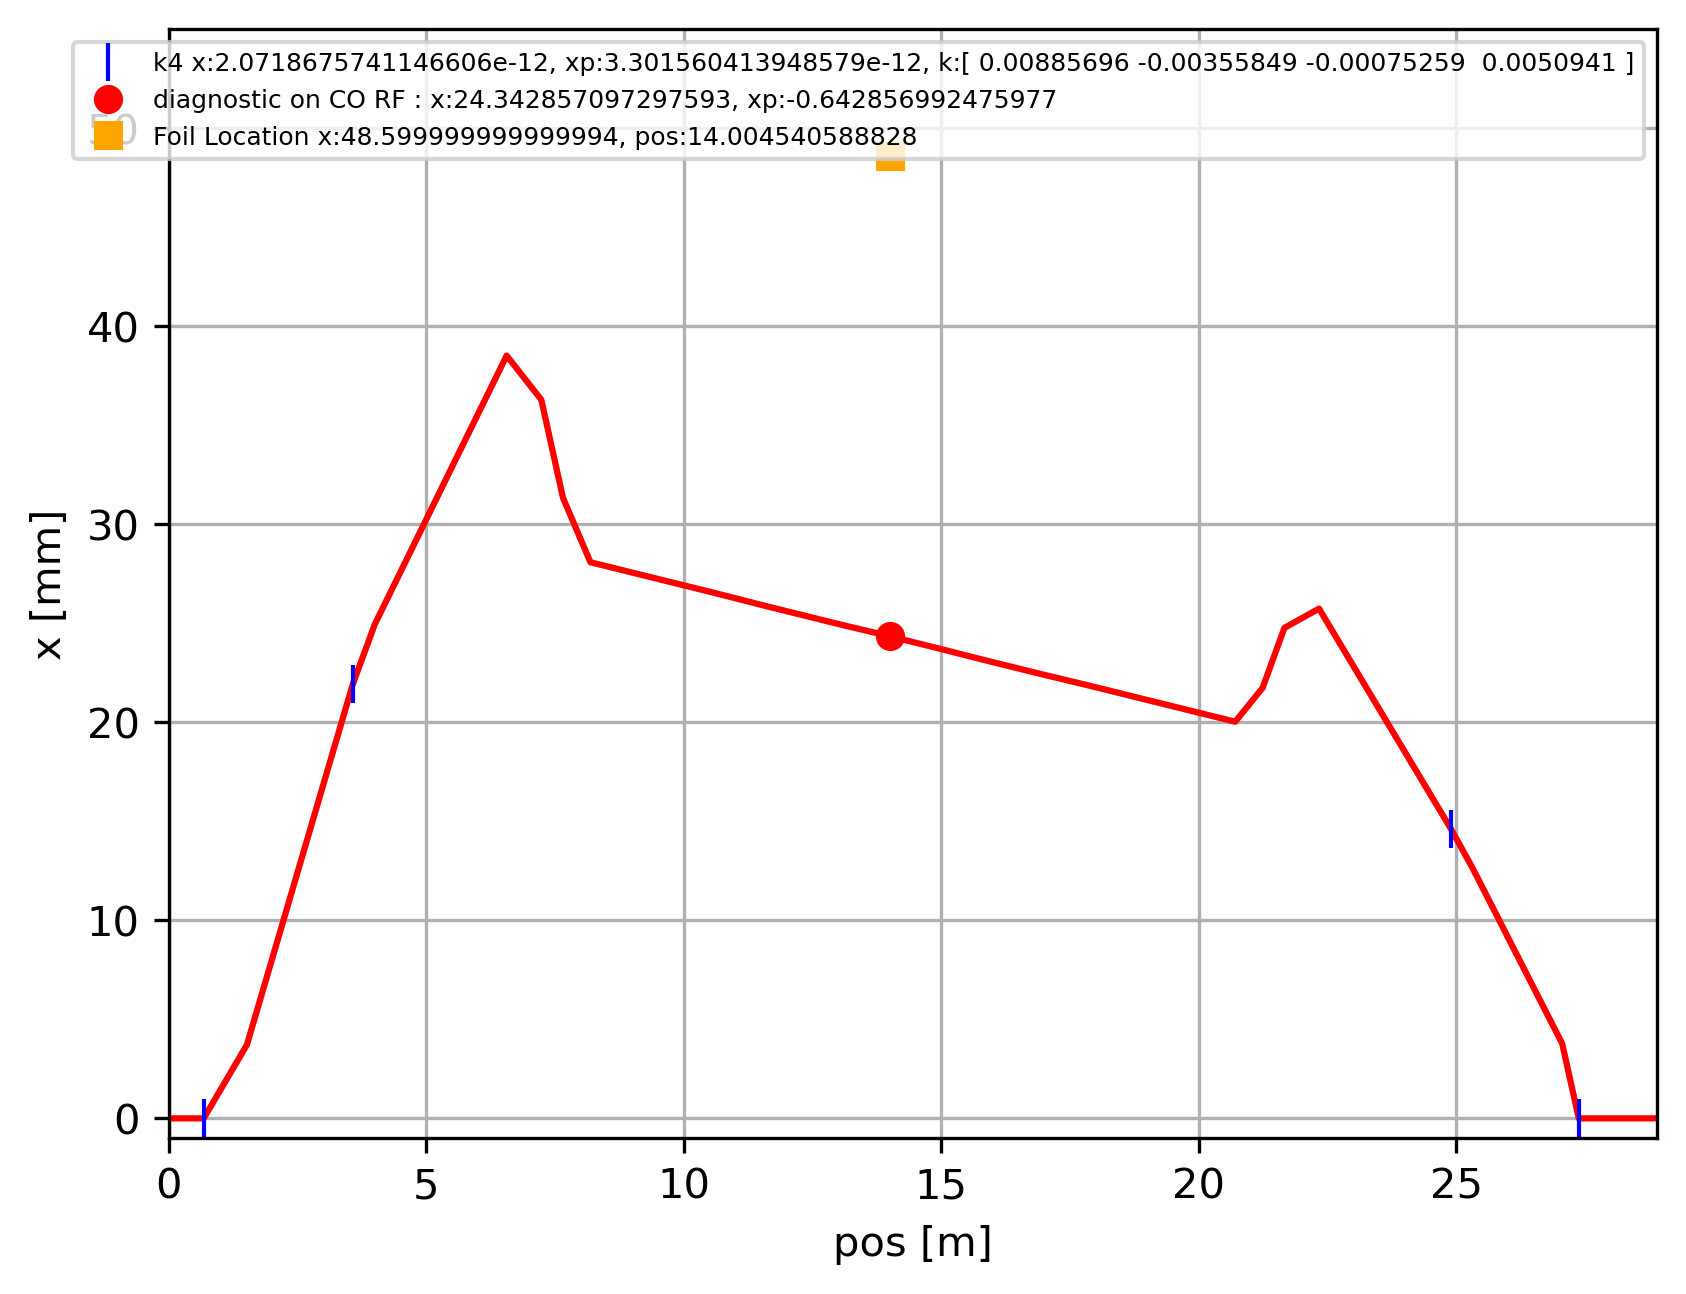 k4 x:2.0718675741146606e-12, xp:3.301560413948579e-12, k:[ 0.00885696 -0.00355849 -0.00075259  0.0050941 ]
diagnostic on CO RF : x:24.342857097297593, xp:-0.642856992475977
Foil Location x:48.599999999999994, pos:14.004540588828
50
40
30
20
10
0
x [mm]
0 5 10 15 20 25
pos [m]